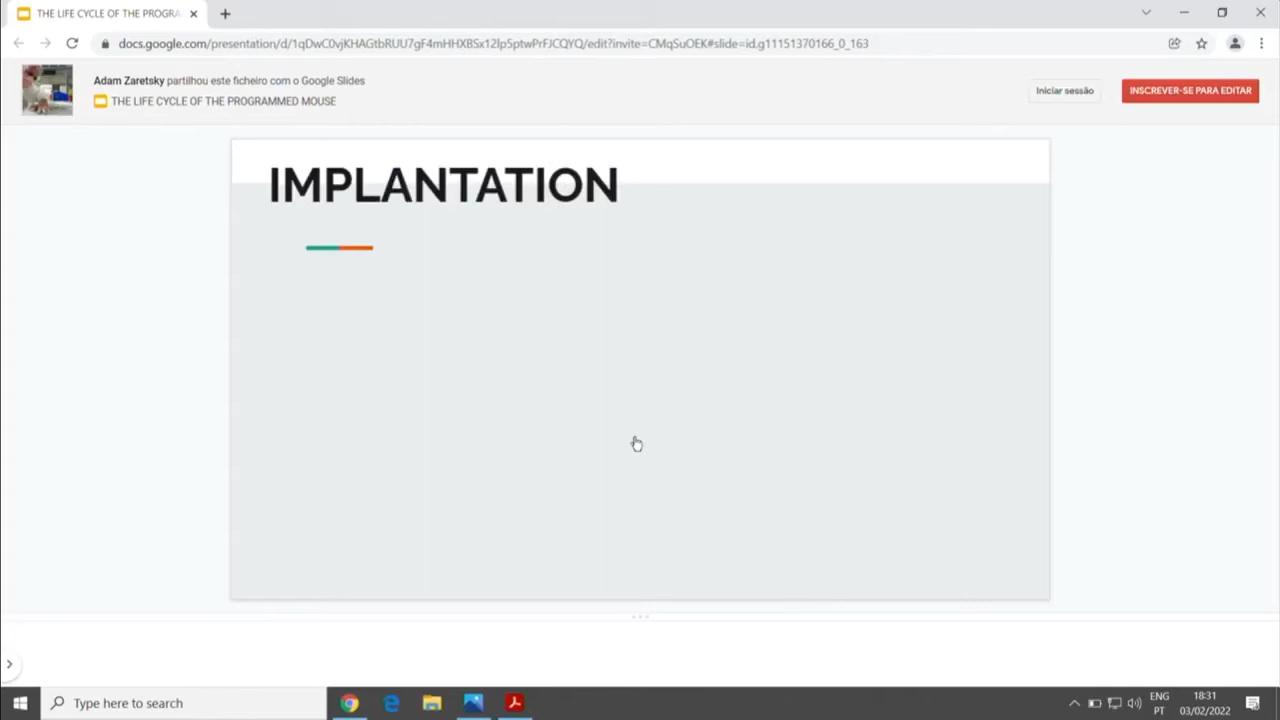 THE LIFE CYCLE OF THE PROGRA
docs.google.com/presentation/d/1qDwC0vjKHAGtbRUU7gF4mHHXBSx12Ip5ptwPrFJCQYQ/edit?invite=CMqSuOEK#slide=id.g11151370166_0_163
Adam Zaretsky partilhou este ficheiro com o Google Slides
THE LIFE CYCLE OF THE PROGRAMMED MOUSE
Iniciar sessão
INSCREVER-SE PARA EDITAR
IMPLANTATION
Type here to search
ENG
PT
18:31
03/02/2022